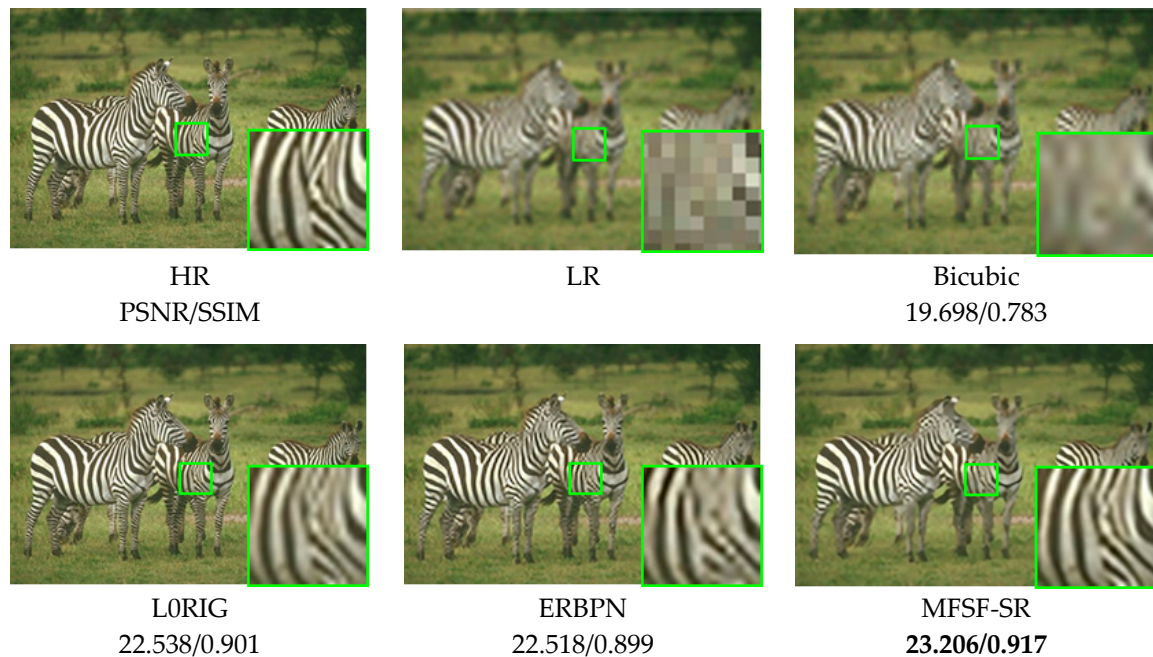 HR
PSNR/SSIM
LR
Bicubic
19.698/0.783
L0RIG
22.538/0.901
ERBPN
22.518/0.899
MFSF-SR
23.206/0.917